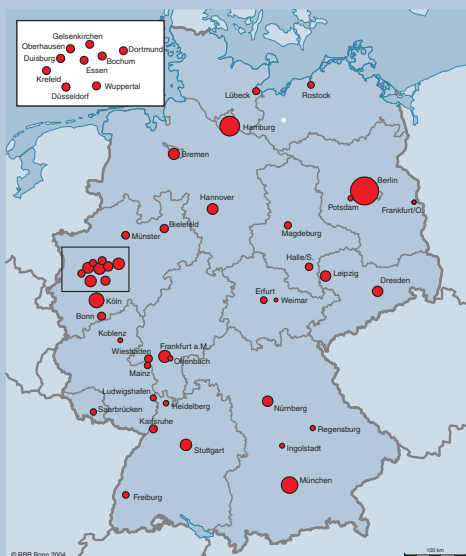 Gelsenkirchen
Oberhausen
Dortmund
Duisburg
Bochum
Essen
Krefeld
Wuppertal
Düsseldorf
Lübeck
Rostock
Hamburg
Bremen
Berlin
Potsdam
Frankfurt/O.
Hannover
Bielefeld
Münster
Magdeburg
Halle/S.
Leipzig
Dresden
Erfurt
Weimar
Köln
Bonn
Koblenz
Wiesbaden
Frankfurt a.M.
Offenbach
Mainz
Ludwigshafen
Heidelberg
Saarbrücken
Karlsruhe
Nürnberg
Regensburg
Ingolstadt
Stuttgart
München
Freiburg
© BBR Bonn 2004
100 km